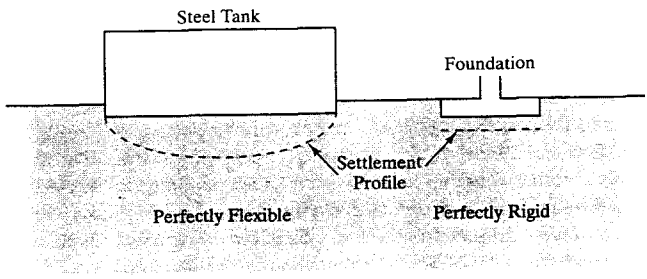 Steel Tank
Foundation
Settlement
Profile
Perfectly Flexible
Perfectly Rigid